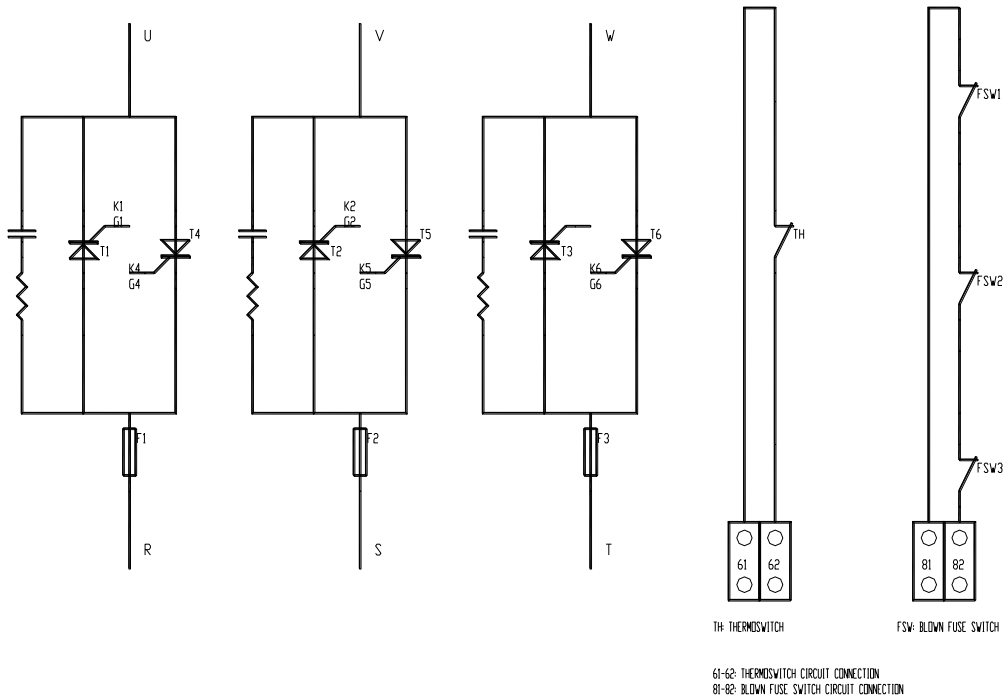 U
V
W
FSW1
K1
G1
K2
G2
T4
T5
T6
TH
T1
T2
T3
K4
G4
K5
G5
K6
G6
FSW2
F1
F2
F3
FSW3
R
S
T
61
62
81
82
TH: THERMOSWITCH
FSW: BLOWN FUSE SWITCH
61-62: THERMOSWITCH CIRCUIT CONNECTION
81-82: BLOWN FUSE SWITCH CIRCUIT CONNECTION